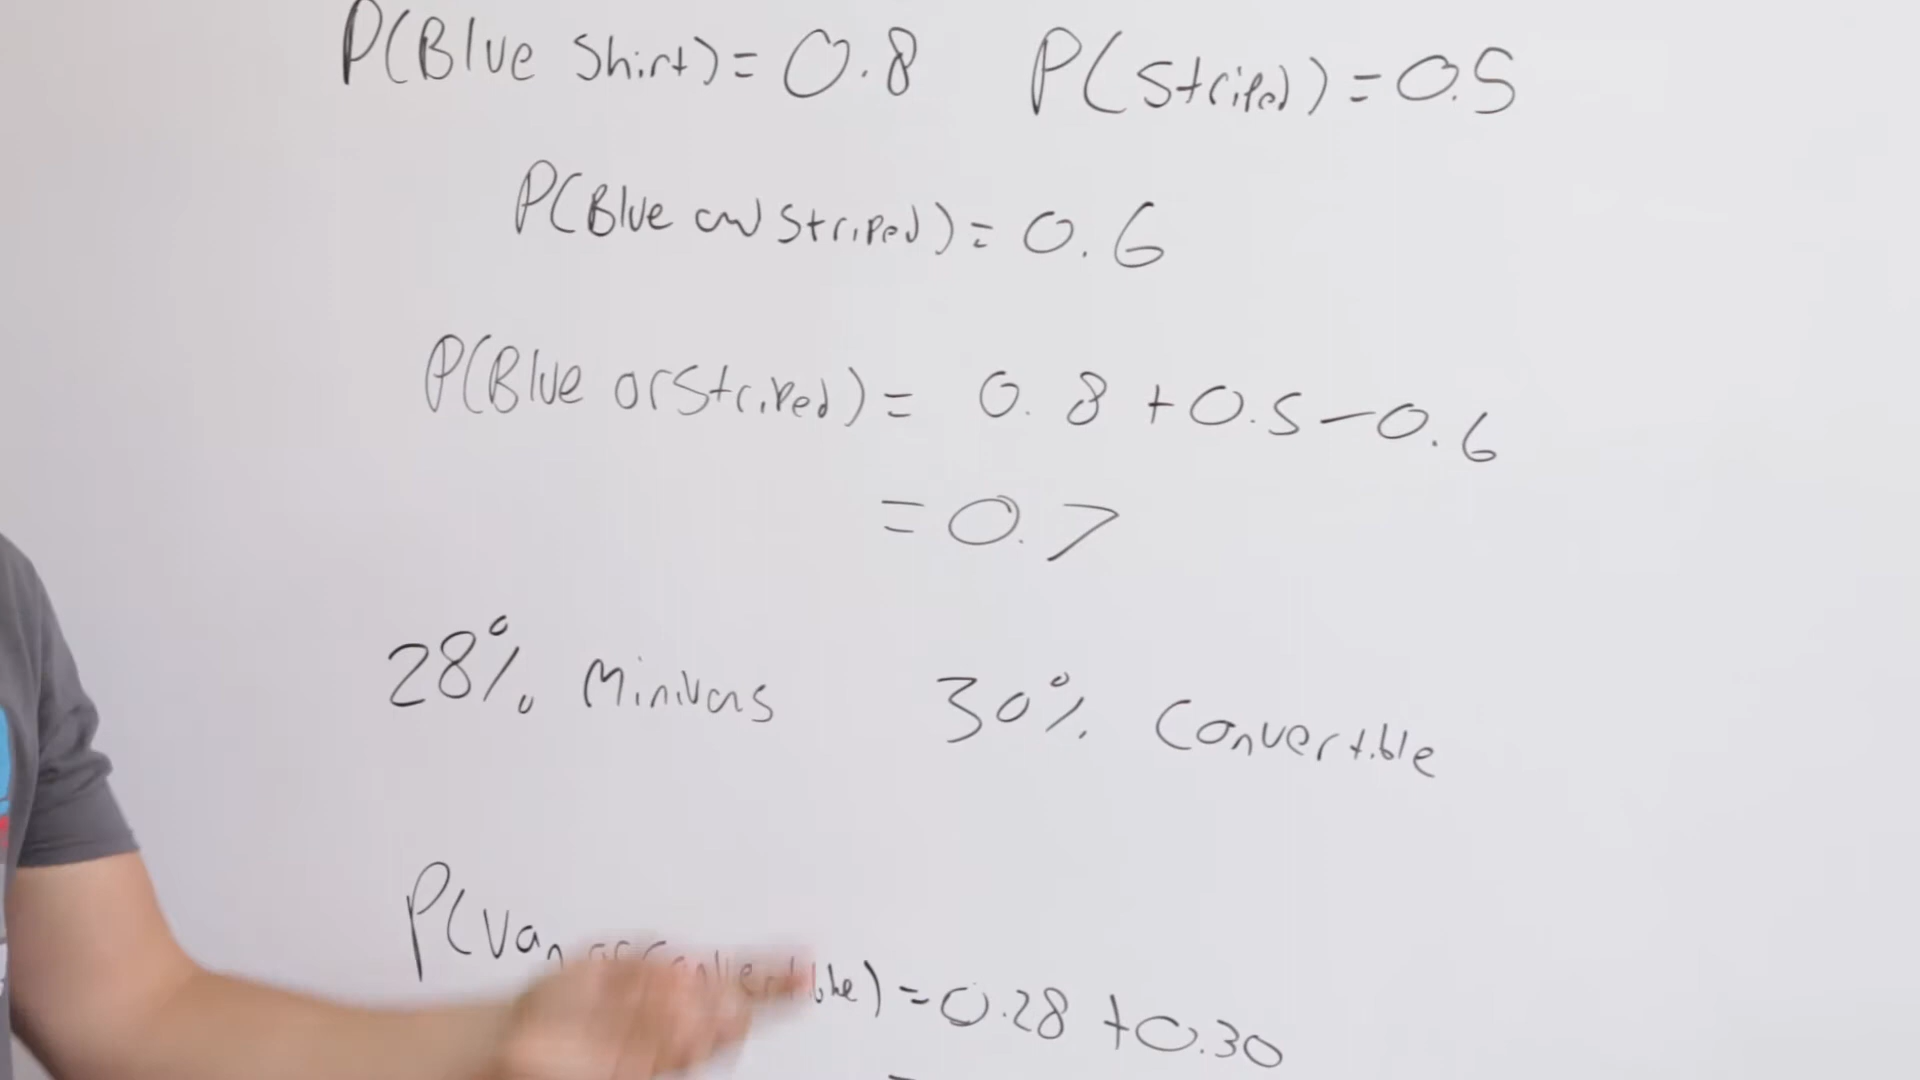 P(Blue Shirt) = 0.8 P(Striped) = 0.5
P(Blue and Striped) = 0.6
P(Blue or Striped) = 0.8 + 0.5 - 0.6
= 0.7
28% Minivans 30% Convertible
P(Van or Convertible) = 0.28 + 0.30